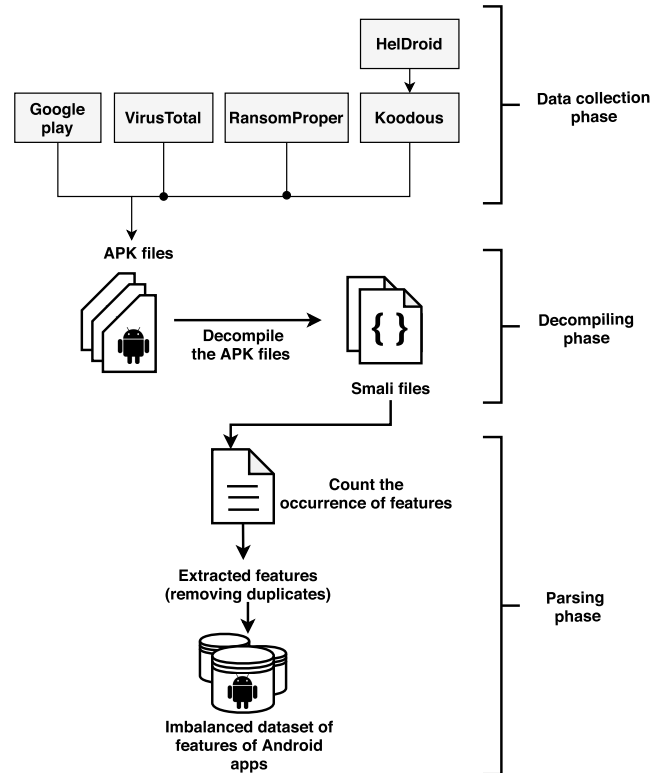 HelDroid
Google
play
VirusTotal
RansomProper
Koodous
Data collection
phase
APK files
Decompile
the APK files
{ }
Smali files
Decompiling
phase
Count the
occurrence of features
Extracted features
(removing duplicates)
Parsing
phase
Imbalanced dataset of
features of Android
apps